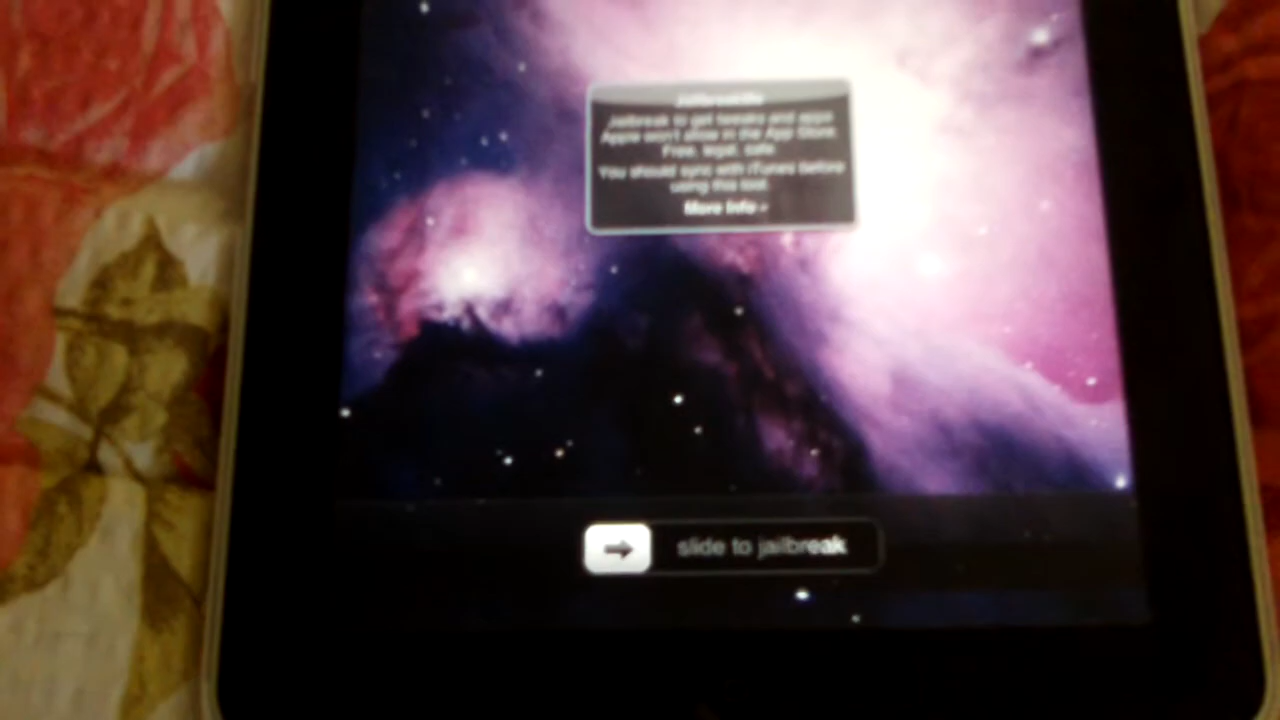 JailbreakMe
Jailbreak to get tweaks and apps
Apple won't allow in the App Store.
Free, legal, safe.
You should sync with iTunes before
using this tool.
More Info ›
slide to jailbreak